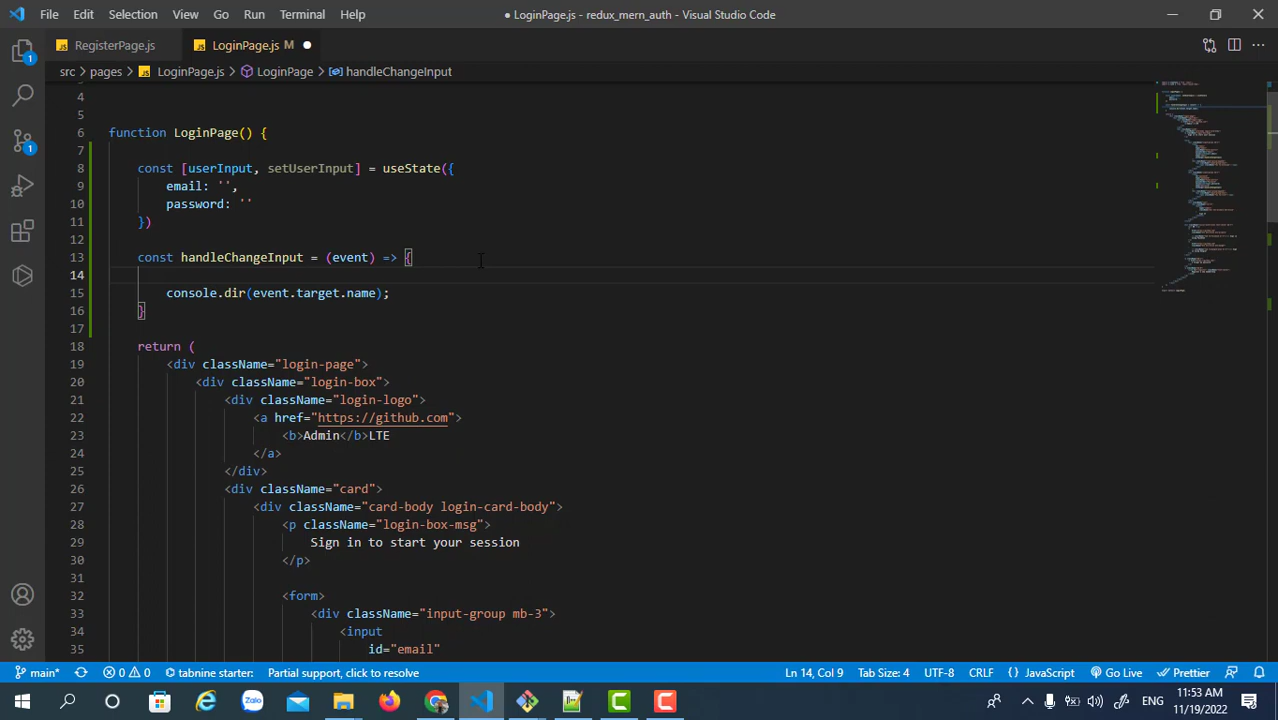 File Edit Selection View Go Run Terminal Help
● LoginPage.js - redux_mern_auth - Visual Studio Code
RegisterPage.js
LoginPage.js M
src > pages > LoginPage.js > LoginPage > handleChangeInput
4
5
6 function LoginPage() {
7
8 const [userInput, setUserInput] = useState({
9 email: '',
10 password: ''
11 })
12
13 const handleChangeInput = (event) => {
14
15 console.dir(event.target.name);
16 }
17
18 return (
19 <div className="login-page">
20 <div className="login-box">
21 <div className="login-logo">
22 <a href="https://github.com">
23 <b>Admin</b>LTE
24 </a>
25 </div>
26 <div className="card">
27 <div className="card-body login-card-body">
28 <p className="login-box-msg">
29 Sign in to start your session
30 </p>
31
32 <form>
33 <div className="input-group mb-3">
34 <input
35 id="email"
1
1
main* 0 0 tabnine starter: Partial support, click to resolve
Ln 14, Col 9 Tab Size: 4 UTF-8 CRLF { } JavaScript Go Live Prettier
Zalo
ENG
11:53 AM
11/19/2022